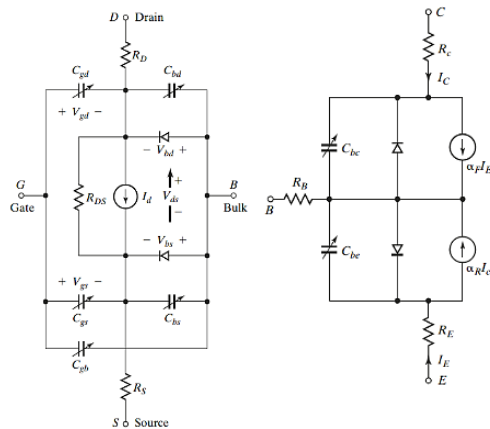 D Drain
R_D
C_gd
C_bd
+ V_gd −
− V_bd +
G
Gate
R_DS
I_d
+
V_ds
−
B
Bulk
− V_bs +
+ V_gs −
C_gs
C_bs
C_gb
R_S
S Source
C
R_c
I_C
C_bc
α_F I_E
R_B
B
C_be
α_R I_c
R_E
I_E
E